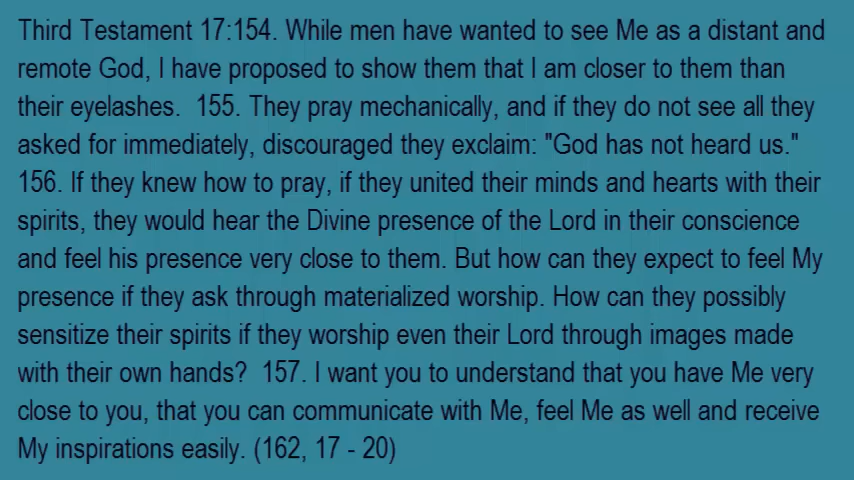 Third Testament 17:154. While men have wanted to see Me as a distant and
remote God, I have proposed to show them that I am closer to them than
their eyelashes.  155. They pray mechanically, and if they do not see all they
asked for immediately, discouraged they exclaim: "God has not heard us."
156. If they knew how to pray, if they united their minds and hearts with their
spirits, they would hear the Divine presence of the Lord in their conscience
and feel his presence very close to them. But how can they expect to feel My
presence if they ask through materialized worship. How can they possibly
sensitize their spirits if they worship even their Lord through images made
with their own hands?  157. I want you to understand that you have Me very
close to you, that you can communicate with Me, feel Me as well and receive
My inspirations easily. (162, 17 - 20)